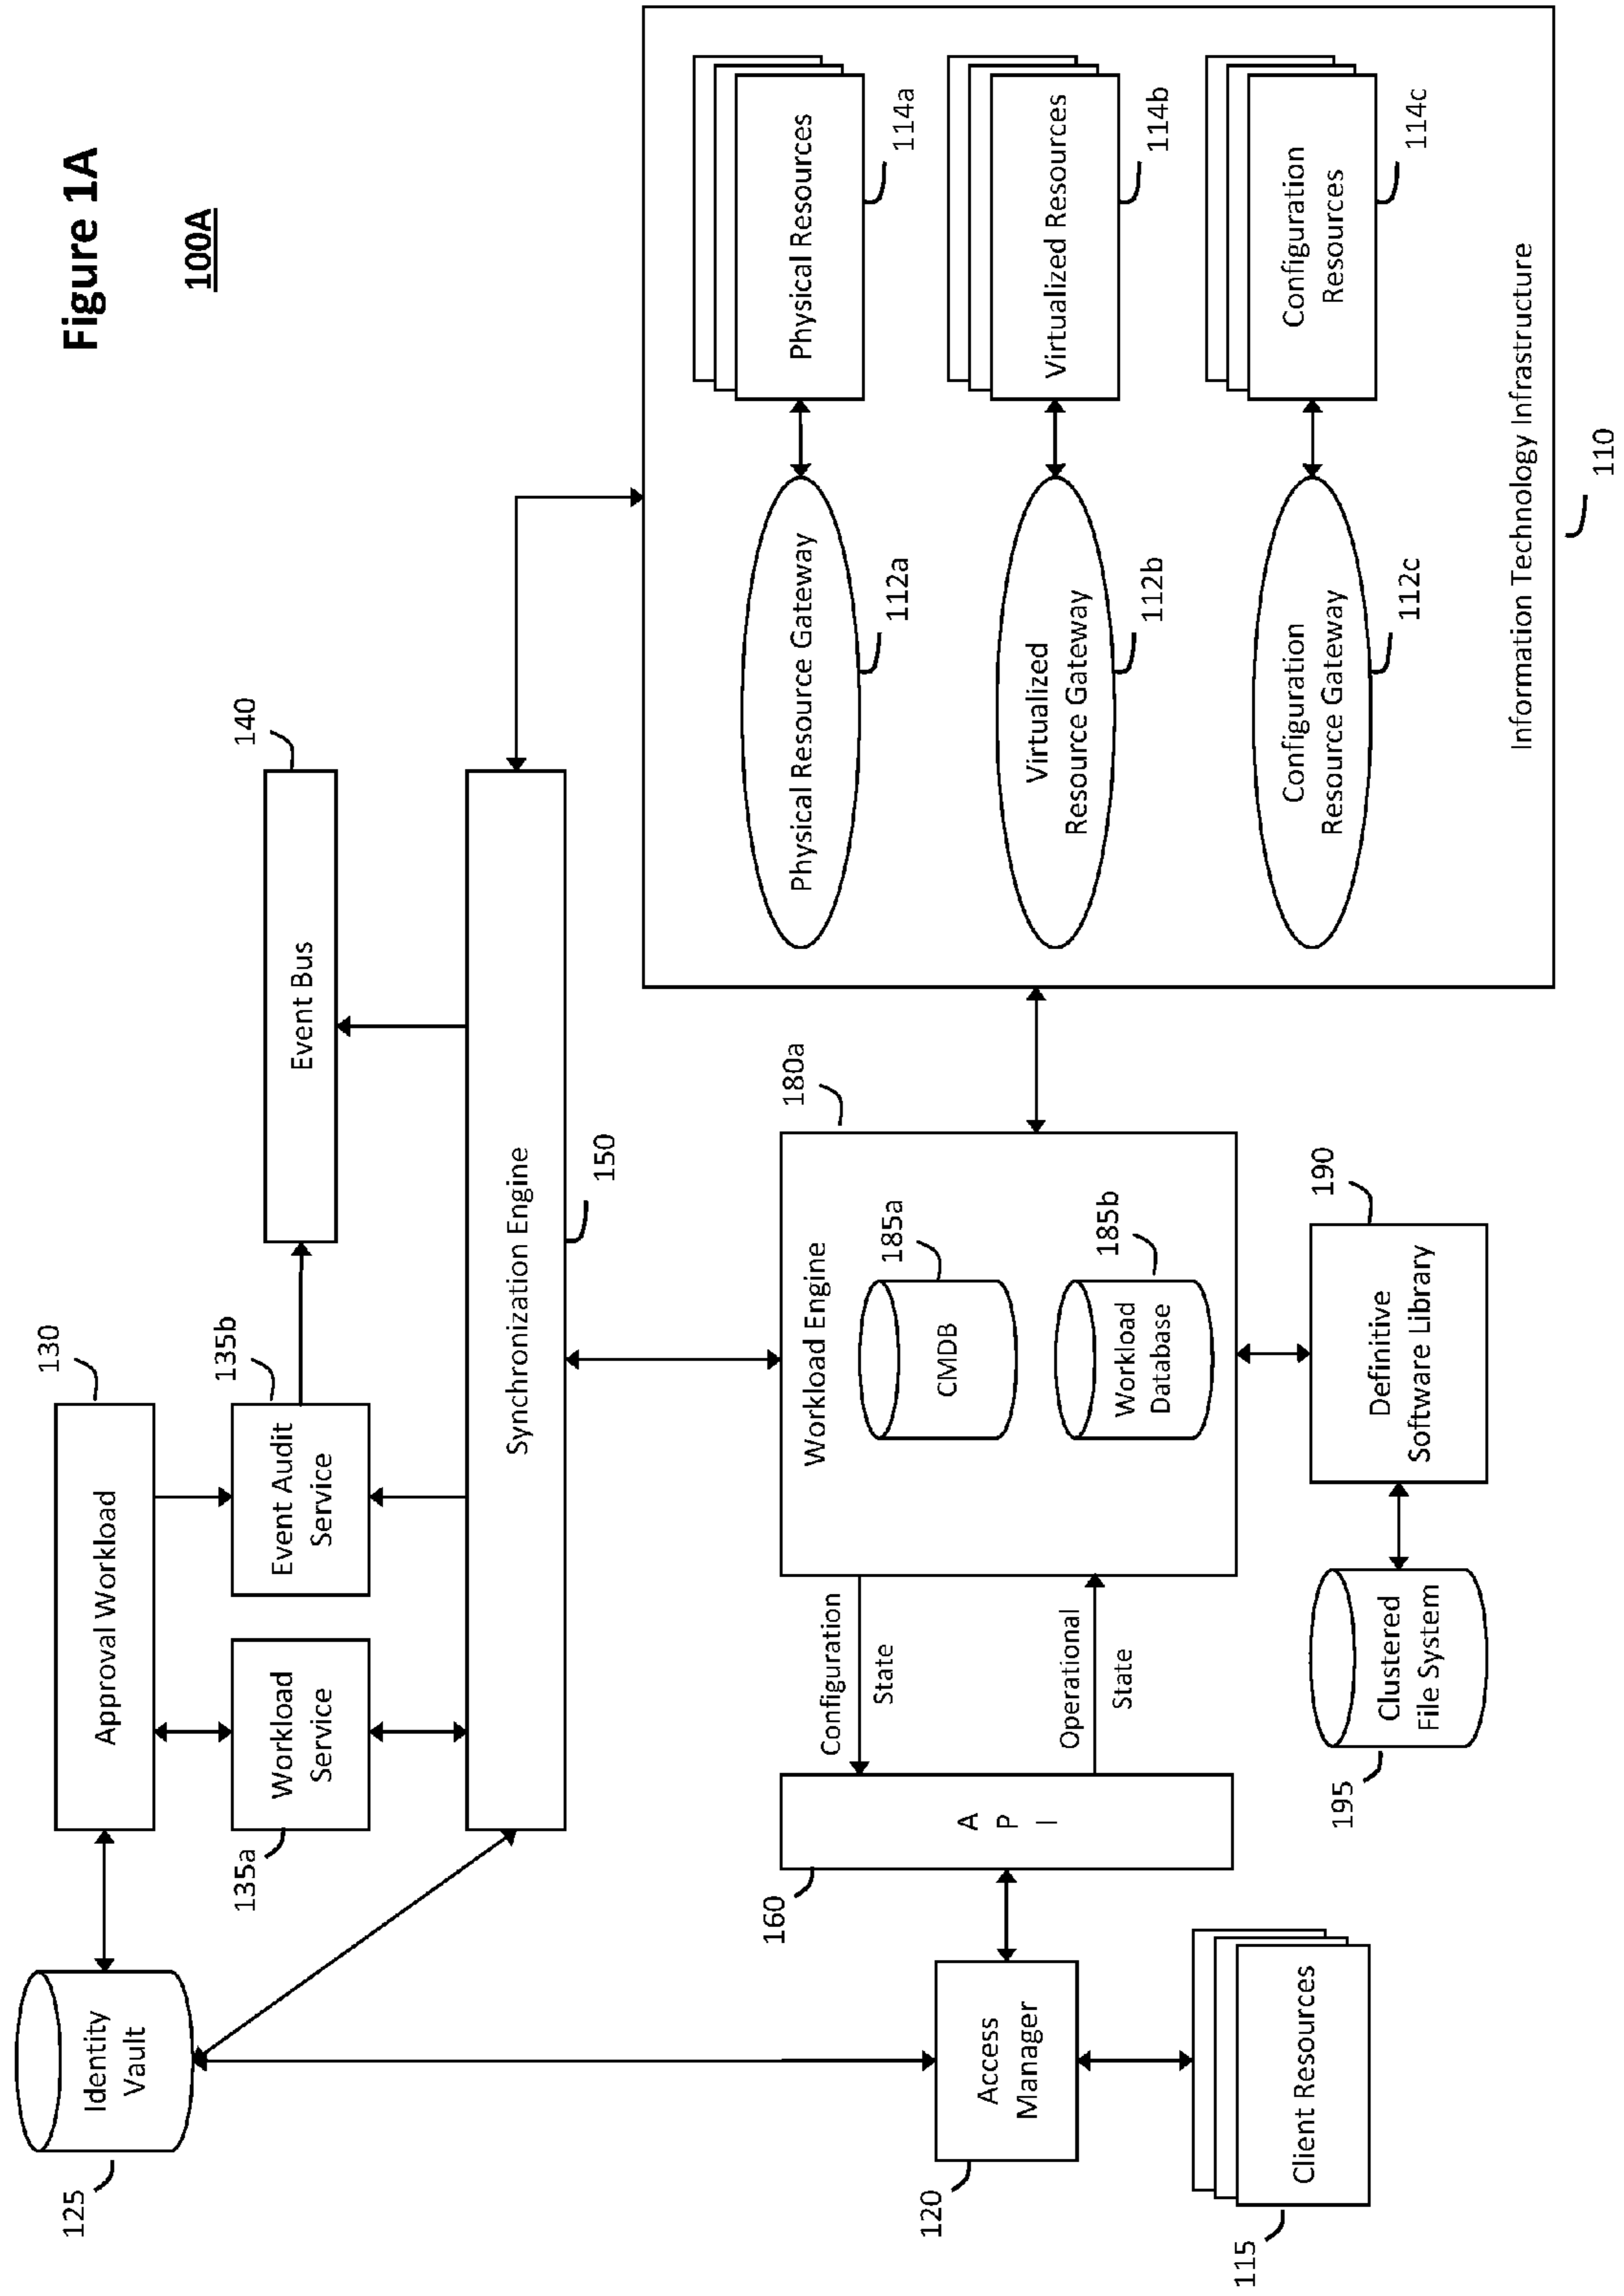 Figure 1A
100A
125
Identity
Vault
130
Approval Workload
135a
Workload
Service
135b
Event Audit
Service
140
Event Bus
Synchronization Engine
150
120
Access
Manager
115
Client Resources
160
A
P
I
Configuration
State
Operational
State
180a
Workload Engine
185a
CMDB
185b
Workload
Database
190
Definitive
Software Library
195
Clustered
File System
Physical Resource Gateway
112a
Physical Resources
114a
Virtualized
Resource Gateway
112b
Virtualized Resources
114b
Configuration
Resource Gateway
112c
Configuration
Resources
114c
Information Technology Infrastructure
110